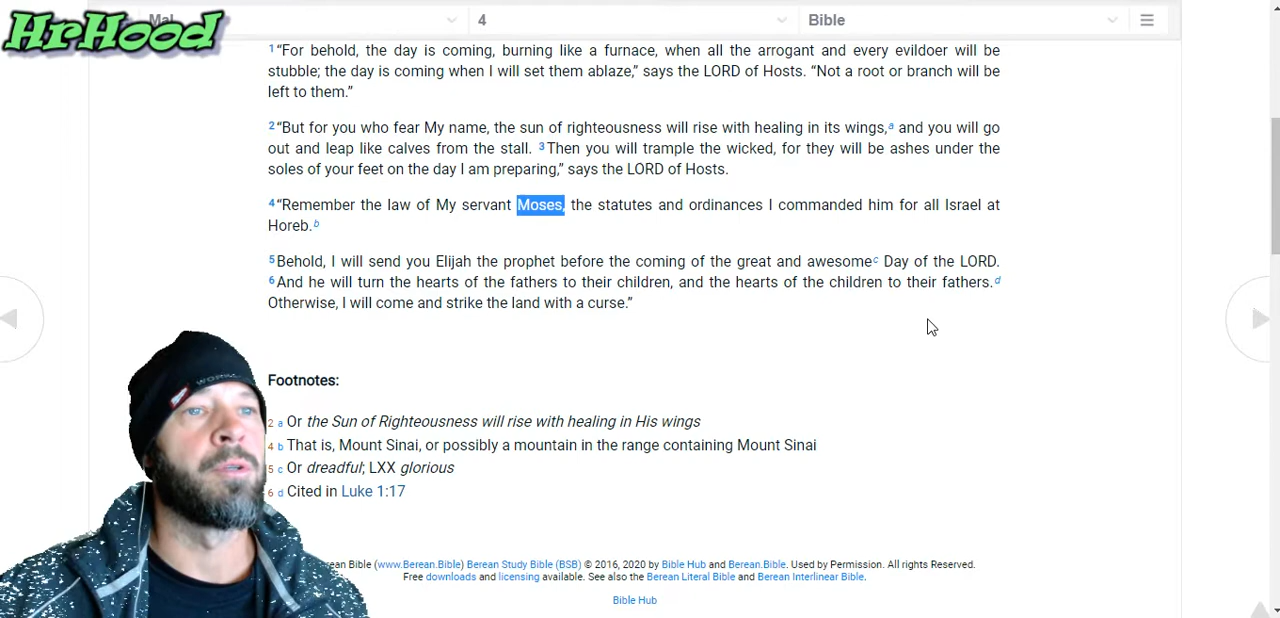 HrHood
Mal
4
Bible
1 “For behold, the day is coming, burning like a furnace, when all the arrogant and every evildoer will be
stubble; the day is coming when I will set them ablaze,” says the LORD of Hosts. “Not a root or branch will be
left to them.”
2 “But for you who fear My name, the sun of righteousness will rise with healing in its wings,a and you will go
out and leap like calves from the stall. 3 Then you will trample the wicked, for they will be ashes under the
soles of your feet on the day I am preparing,” says the LORD of Hosts.
4 “Remember the law of My servant Moses, the statutes and ordinances I commanded him for all Israel at
Horeb.b
5 Behold, I will send you Elijah the prophet before the coming of the great and awesomec Day of the LORD.
6 And he will turn the hearts of the fathers to their children, and the hearts of the children to their fathers.d
Otherwise, I will come and strike the land with a curse.”
Footnotes:
2 a Or the Sun of Righteousness will rise with healing in His wings
4 b That is, Mount Sinai, or possibly a mountain in the range containing Mount Sinai
5 c Or dreadful; LXX glorious
6 d Cited in Luke 1:17
Bible (www.Berean.Bible) Berean Study Bible (BSB) © 2016, 2020 by Bible Hub and Berean.Bible. Used by Permission. All rights Reserved.
Free downloads and licensing available. See also the Berean Literal Bible and Berean Interlinear Bible.
Bible Hub